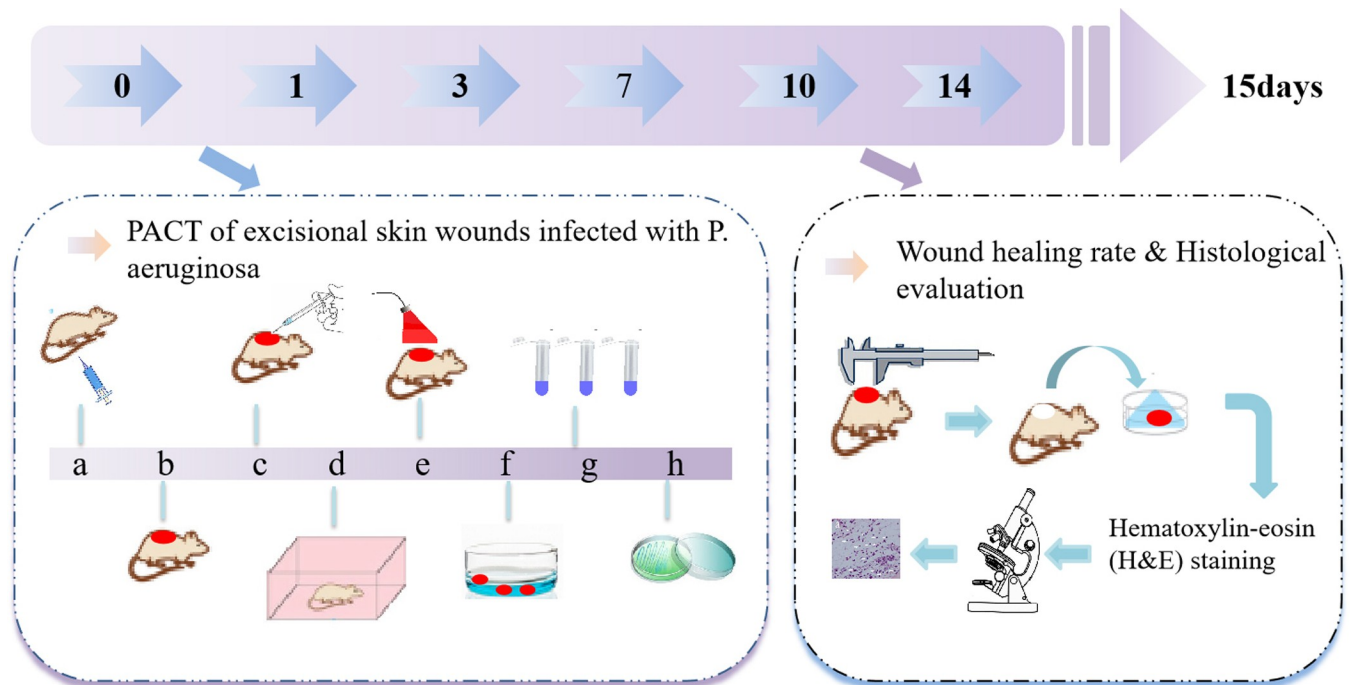 0 1 3 7 10 14 15days
PACT of excisional skin wounds infected with P.
aeruginosa
a b c d e f g h
Wound healing rate & Histological
evaluation
Hematoxylin-eosin
(H&E) staining